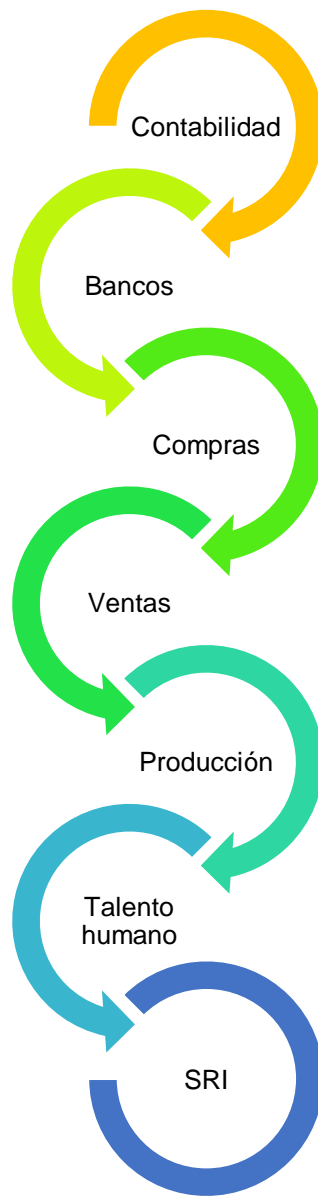 Contabilidad
Bancos
Compras
Ventas
Producción
Talento
humano
SRI